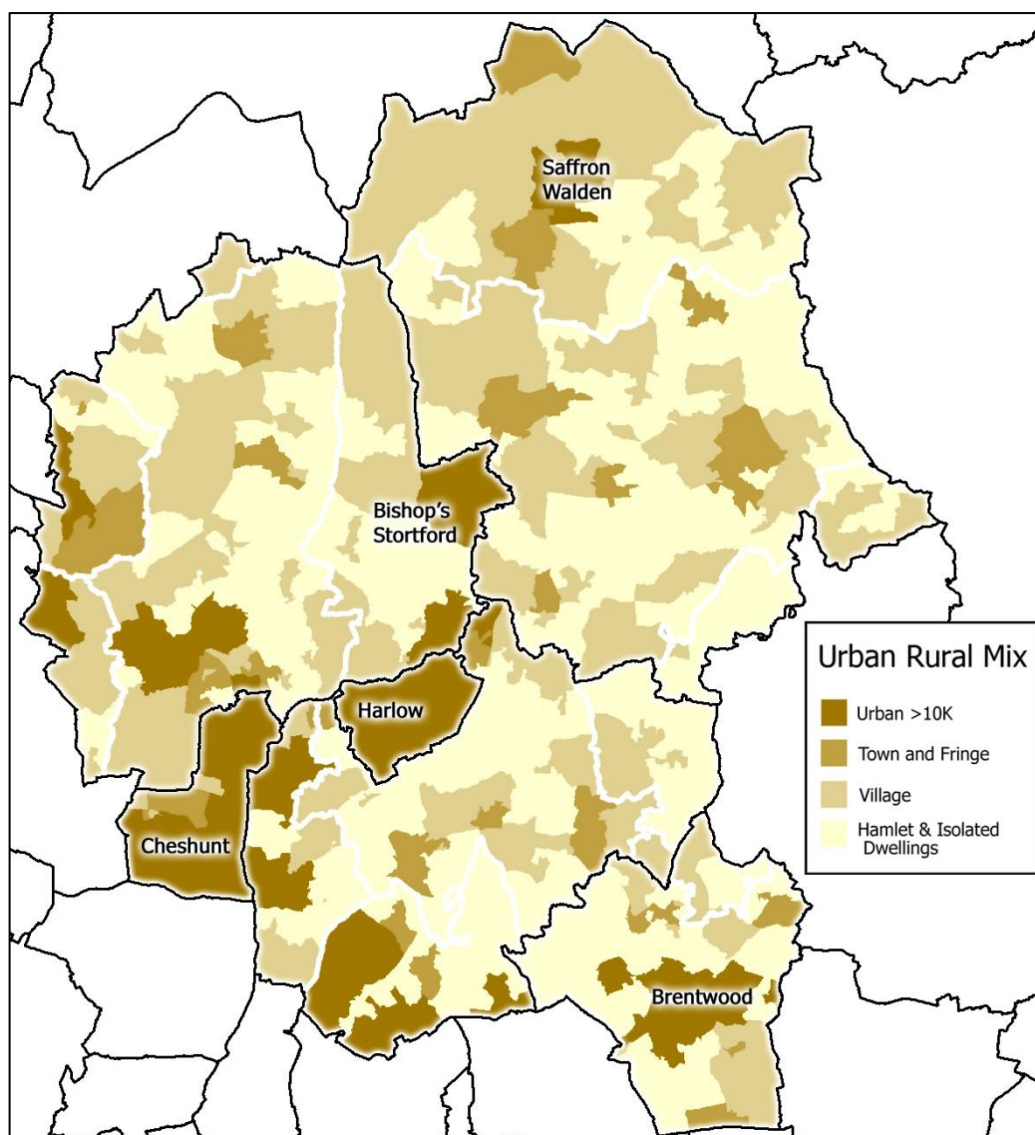 Saffron
Walden
Bishop's
Stortford
Harlow
Cheshunt
Brentwood
Urban Rural Mix
Urban >10K
Town and Fringe
Village
Hamlet & Isolated
Dwellings